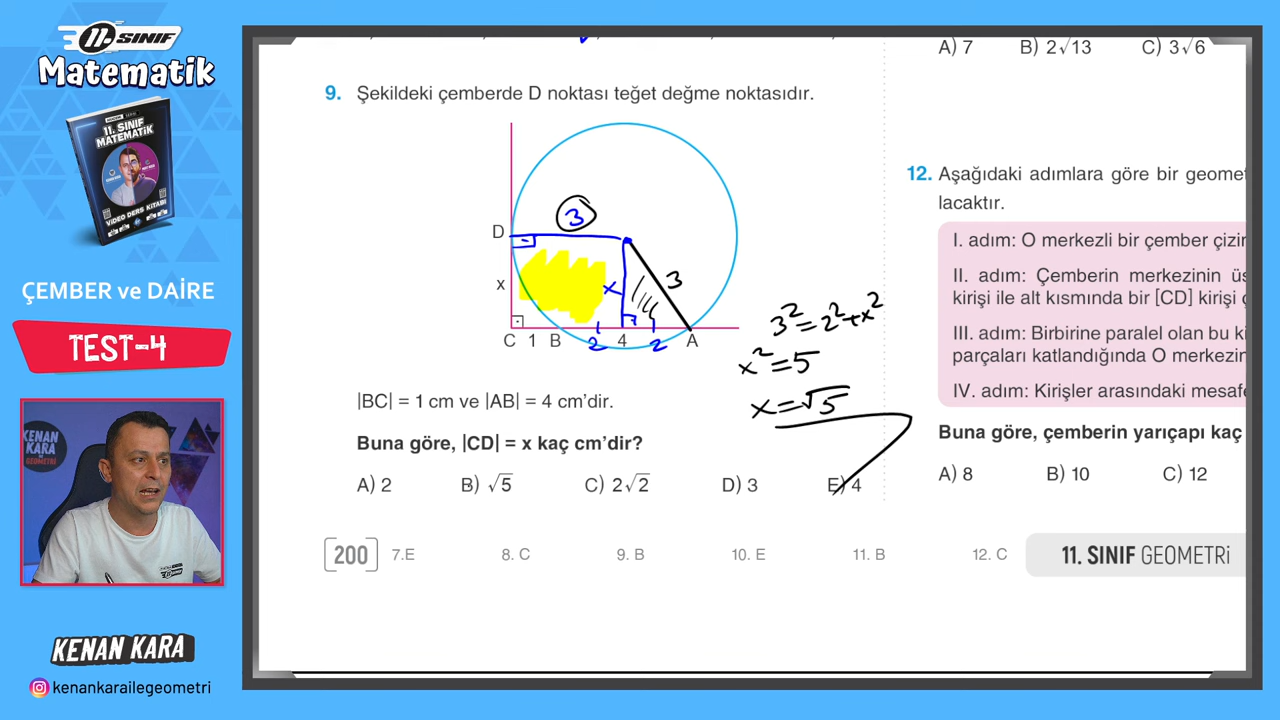 11. SINIF
Matematik
11. SINIF
MATEMATİK
VİDEO DERS KİTABI
ÇEMBER ve DAİRE
TEST-4
KENAN
KARA
KENAN KARA
kenankarailegeometri
9. Şekildeki çemberde D noktası teğet değme noktasıdır.
3
D
x
x
3
C 1 B 2 4 2 A
3² = 2² + x²
x² = 5
x = √5
|BC| = 1 cm ve |AB| = 4 cm'dir.
Buna göre, |CD| = x kaç cm'dir?
A) 2 B) √5 C) 2√2 D) 3 E) 4
200 7.E 8. C 9. B 10. E 11. B 12. C
11. SINIF GEOMETRİ
A) 7 B) 2√13 C) 3√6
12. Aşağıdaki adımlara göre bir geomet
lacaktır.
I. adım: O merkezli bir çember çizir
II. adım: Çemberin merkezinin üs
kirişi ile alt kısmında bir [CD] kirişi ç
III. adım: Birbirine paralel olan bu ki
parçaları katlandığında O merkezin
IV. adım: Kirişler arasındaki mesafe
Buna göre, çemberin yarıçapı kaç
A) 8 B) 10 C) 12